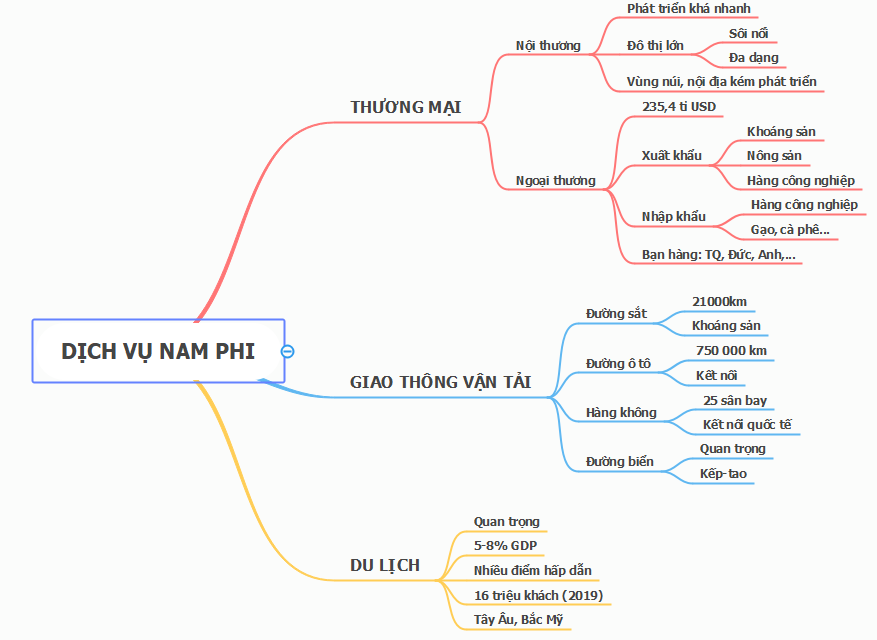 DỊCH VỤ NAM PHI
THƯƠNG MẠI
Nội thương
Phát triển khá nhanh
Đô thị lớn
Sôi nổi
Đa dạng
Vùng núi, nội địa kém phát triển
Ngoại thương
235,4 tỉ USD
Xuất khẩu
Khoáng sản
Nông sản
Hàng công nghiệp
Nhập khẩu
Hàng công nghiệp
Gạo, cà phê...
Bạn hàng: TQ, Đức, Anh,...
GIAO THÔNG VẬN TẢI
Đường sắt
21000km
Khoáng sản
Đường ô tô
750 000 km
Kết nối
Hàng không
25 sân bay
Kết nối quốc tế
Đường biển
Quan trọng
Kếp-tao
DU LỊCH
Quan trọng
5-8% GDP
Nhiều điểm hấp dẫn
16 triệu khách (2019)
Tây Âu, Bắc Mỹ